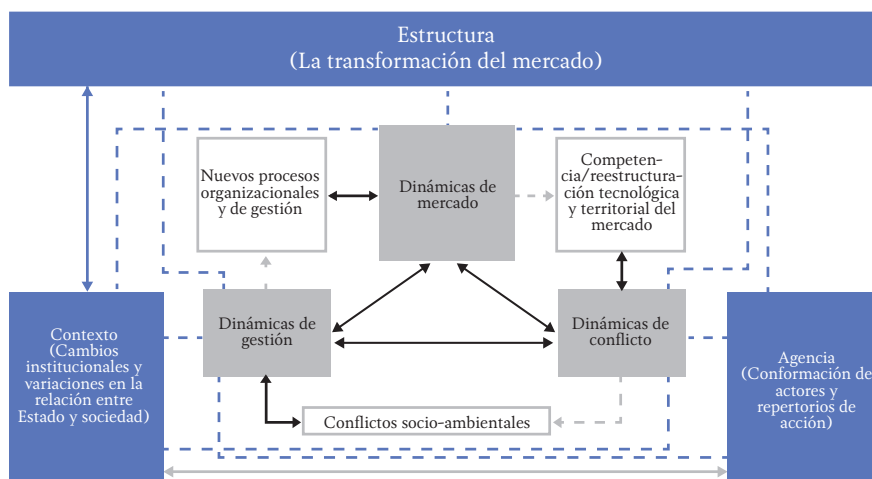 Estructura
(La transformación del mercado)
Nuevos procesos
organizacionales
y de gestión
Dinámicas de
mercado
Competen-
cia/reestructura-
ción tecnológica
y territorial del
mercado
Contexto
(Cambios
institucionales y
variaciones en la
relación entre
Estado y sociedad)
Dinámicas de
gestión
Dinámicas de
conflicto
Agencia
(Conformación de
actores y
repertorios de
acción)
Conflictos socio-ambientales